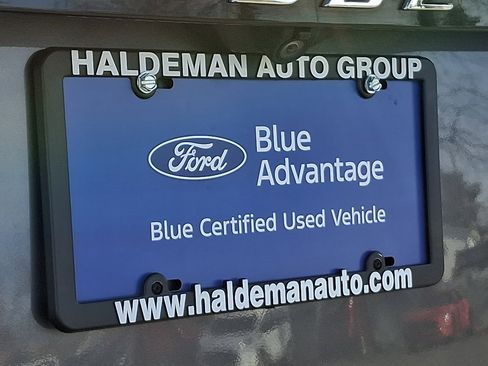 HALDEMAN AUTO GROUP
Ford
Blue
Advantage
Blue Certified Used Vehicle
www.haldemanauto.com